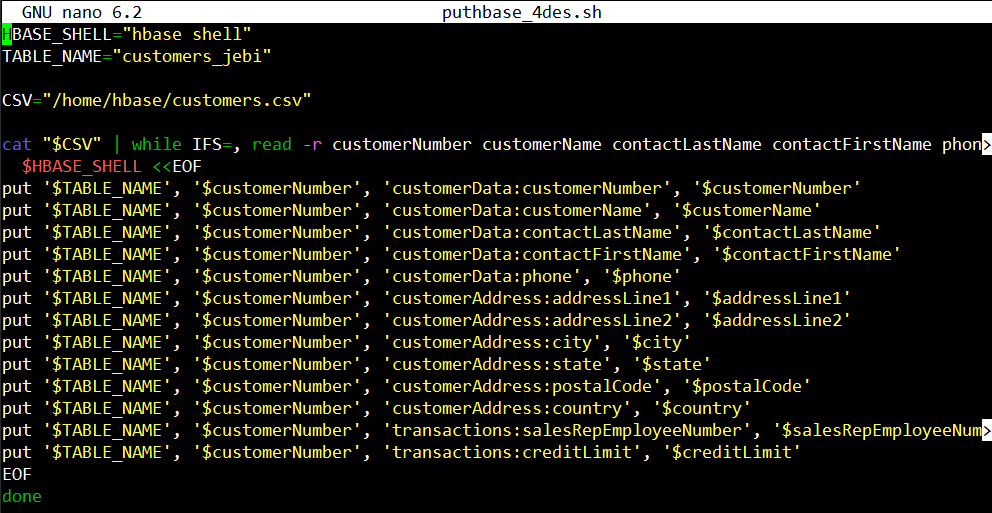 GNU nano 6.2 puthbase_4des.sh
HBASE_SHELL="hbase shell"
TABLE_NAME="customers_jebi"
CSV="/home/hbase/customers.csv"
cat "$CSV" | while IFS=, read -r customerNumber customerName contactLastName contactFirstName phon>
  $HBASE_SHELL <<EOF
put '$TABLE_NAME', '$customerNumber', 'customerData:customerNumber', '$customerNumber'
put '$TABLE_NAME', '$customerNumber', 'customerData:customerName', '$customerName'
put '$TABLE_NAME', '$customerNumber', 'customerData:contactLastName', '$contactLastName'
put '$TABLE_NAME', '$customerNumber', 'customerData:contactFirstName', '$contactFirstName'
put '$TABLE_NAME', '$customerNumber', 'customerData:phone', '$phone'
put '$TABLE_NAME', '$customerNumber', 'customerAddress:addressLine1', '$addressLine1'
put '$TABLE_NAME', '$customerNumber', 'customerAddress:addressLine2', '$addressLine2'
put '$TABLE_NAME', '$customerNumber', 'customerAddress:city', '$city'
put '$TABLE_NAME', '$customerNumber', 'customerAddress:state', '$state'
put '$TABLE_NAME', '$customerNumber', 'customerAddress:postalCode', '$postalCode'
put '$TABLE_NAME', '$customerNumber', 'customerAddress:country', '$country'
put '$TABLE_NAME', '$customerNumber', 'transactions:salesRepEmployeeNumber', '$salesRepEmployeeNum>
put '$TABLE_NAME', '$customerNumber', 'transactions:creditLimit', '$creditLimit'
EOF
done